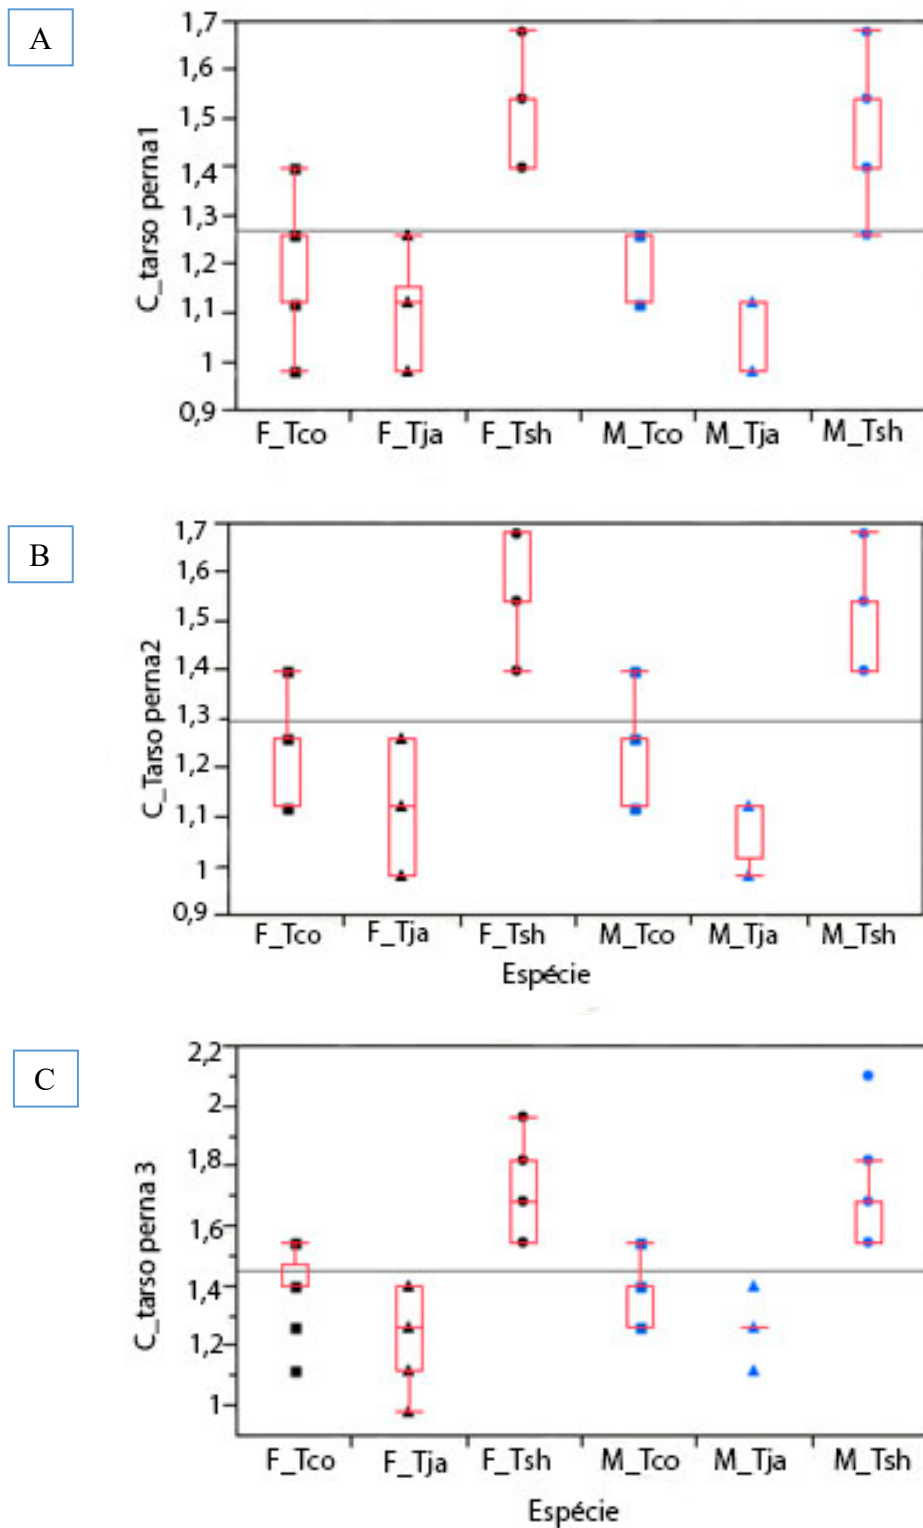 A
C_tarso perna1
1,7
1,6
1,5
1,4
1,3
1,2
1,1
1
0,9
F_Tco F_Tja F_Tsh M_Tco M_Tja M_Tsh
B
C_Tarso perna2
1,7
1,6
1,5
1,4
1,3
1,2
1,1
1
0,9
F_Tco F_Tja F_Tsh M_Tco M_Tja M_Tsh
Espécie
C
C_tarso perna 3
2,2
2
1,8
1,6
1,4
1,2
1
F_Tco F_Tja F_Tsh M_Tco M_Tja M_Tsh
Espécie